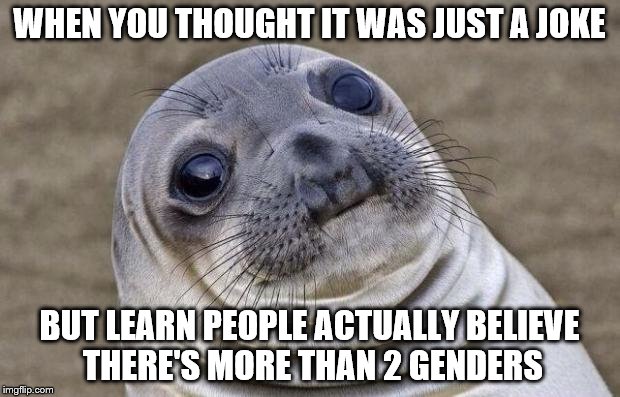 WHEN YOU THOUGHT IT WAS JUST A JOKE
BUT LEARN PEOPLE ACTUALLY BELIEVE
THERE'S MORE THAN 2 GENDERS
imgflip.com